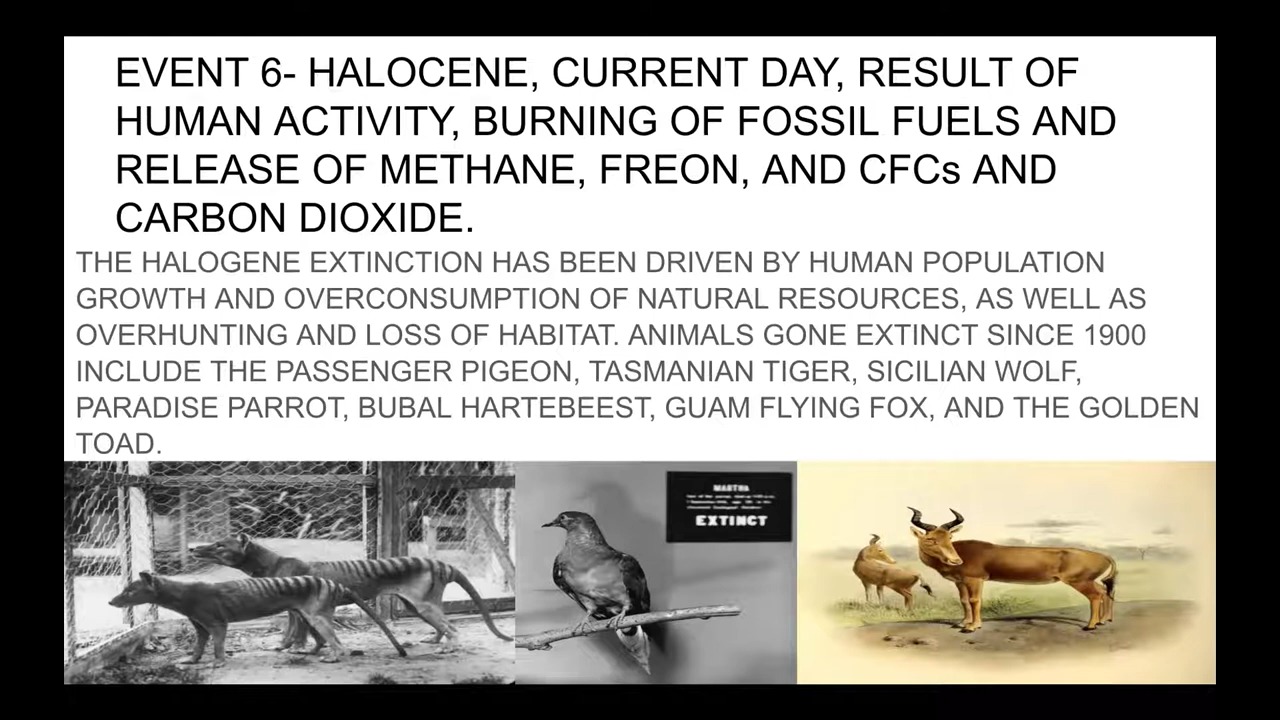 EVENT 6- HALOCENE, CURRENT DAY, RESULT OF
HUMAN ACTIVITY, BURNING OF FOSSIL FUELS AND
RELEASE OF METHANE, FREON, AND CFCs AND
CARBON DIOXIDE.
THE HALOGENE EXTINCTION HAS BEEN DRIVEN BY HUMAN POPULATION
GROWTH AND OVERCONSUMPTION OF NATURAL RESOURCES, AS WELL AS
OVERHUNTING AND LOSS OF HABITAT. ANIMALS GONE EXTINCT SINCE 1900
INCLUDE THE PASSENGER PIGEON, TASMANIAN TIGER, SICILIAN WOLF,
PARADISE PARROT, BUBAL HARTEBEEST, GUAM FLYING FOX, AND THE GOLDEN
TOAD.
MARTHA
EXTINCT